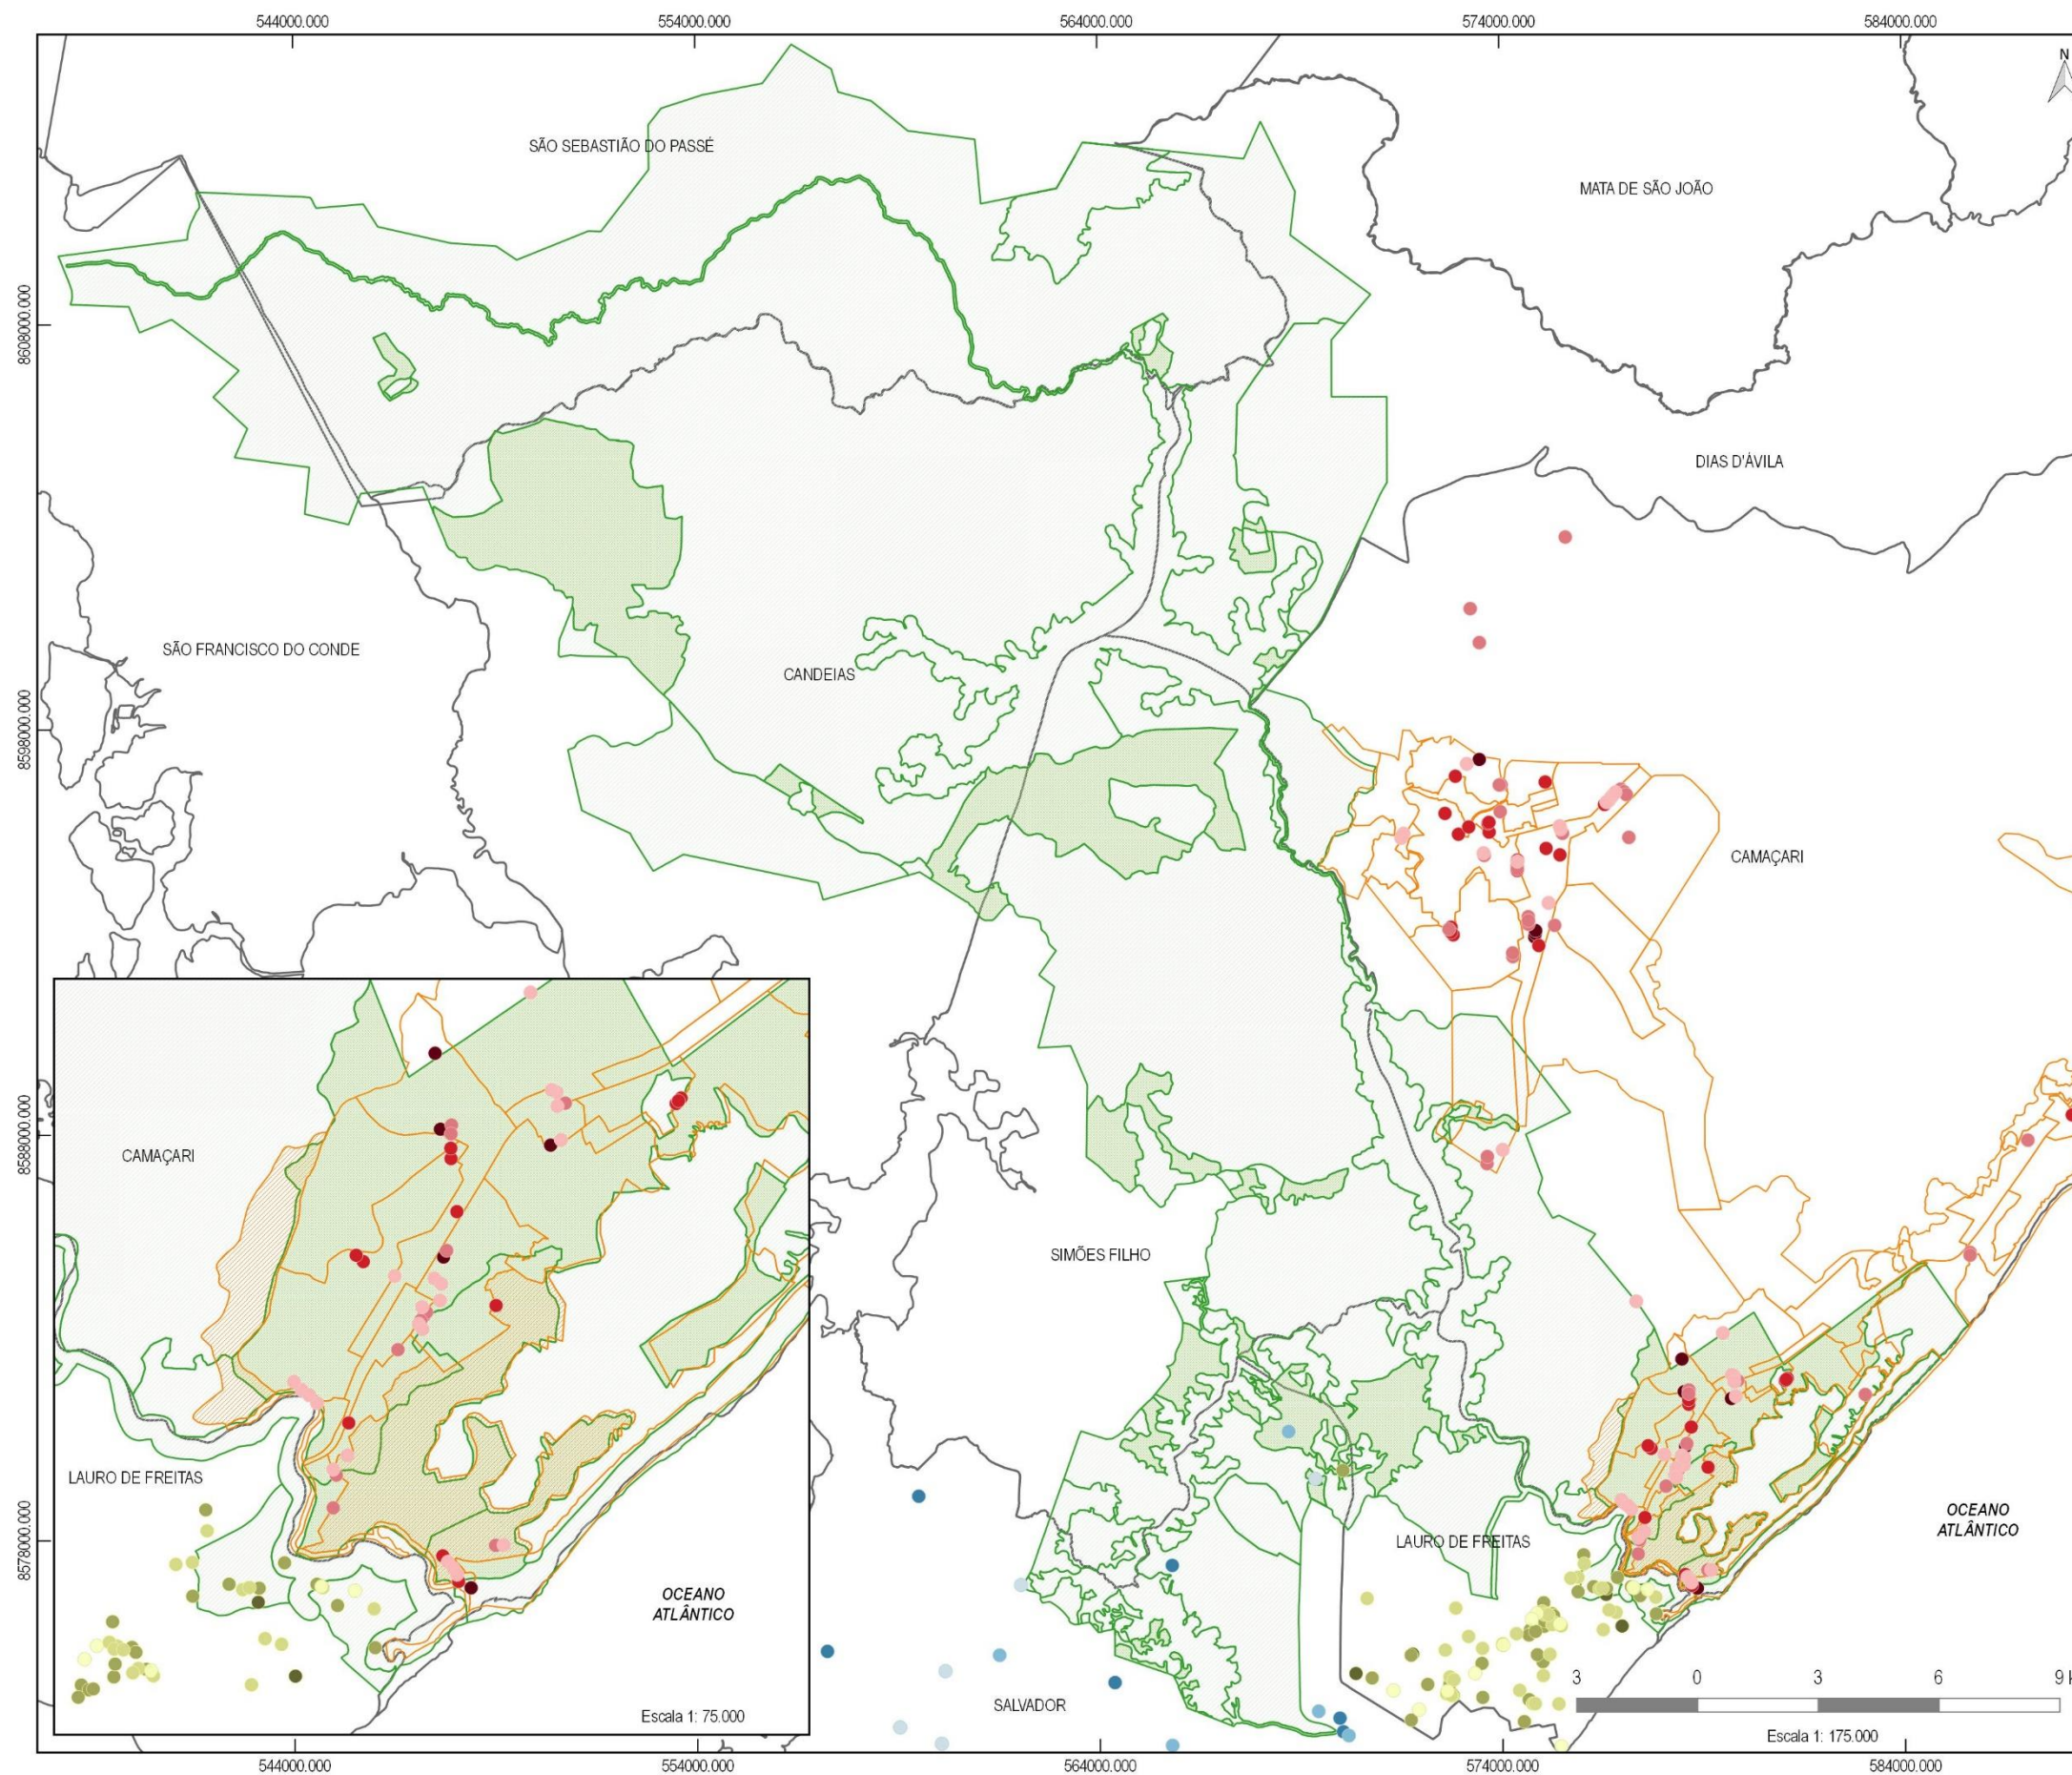 544000.000
554000.000
564000.000
574000.000
584000.000
N
SÃO SEBASTIÃO DO PASSÉ
MATA DE SÃO JOÃO
8608000.000
DIAS D'ÁVILA
SÃO FRANCISCO DO CONDE
CANDEIAS
8598000.000
CAMAÇARI
8588000.000
CAMAÇARI
SIMÕES FILHO
LAURO DE FREITAS
OCEANO
ATLÂNTICO
8578000.000
LAURO DE FREITAS
OCEANO
ATLÂNTICO
3 0 3 6 9
SALVADOR
Escala 1: 75.000
Escala 1: 175.000
544000.000
554000.000
564000.000
574000.000
584000.000